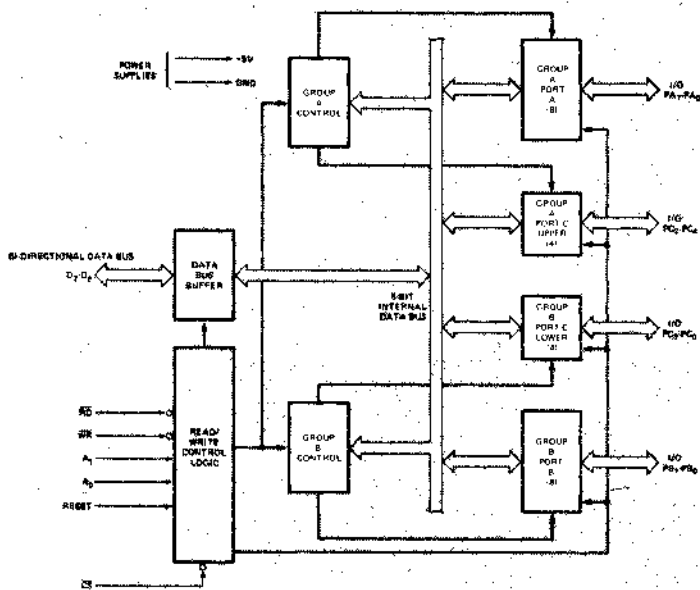 POWER
SUPPLIES
+5V
GND
GROUP
A
CONTROL
GROUP
A
PORT
A
(8)
I/O
PA7-PA0
GROUP
A
PORT C
UPPER
(4)
I/O
PC7-PC4
BI-DIRECTIONAL DATA BUS
D7-D0
DATA
BUS
BUFFER
8-BIT
INTERNAL
DATA BUS
GROUP
B
PORT C
LOWER
(4)
I/O
PC3-PC0
RD
WR
A1
A0
RESET
CS
READ/
WRITE
CONTROL
LOGIC
GROUP
B
CONTROL
GROUP
B
PORT
B
(8)
I/O
PB7-PB0